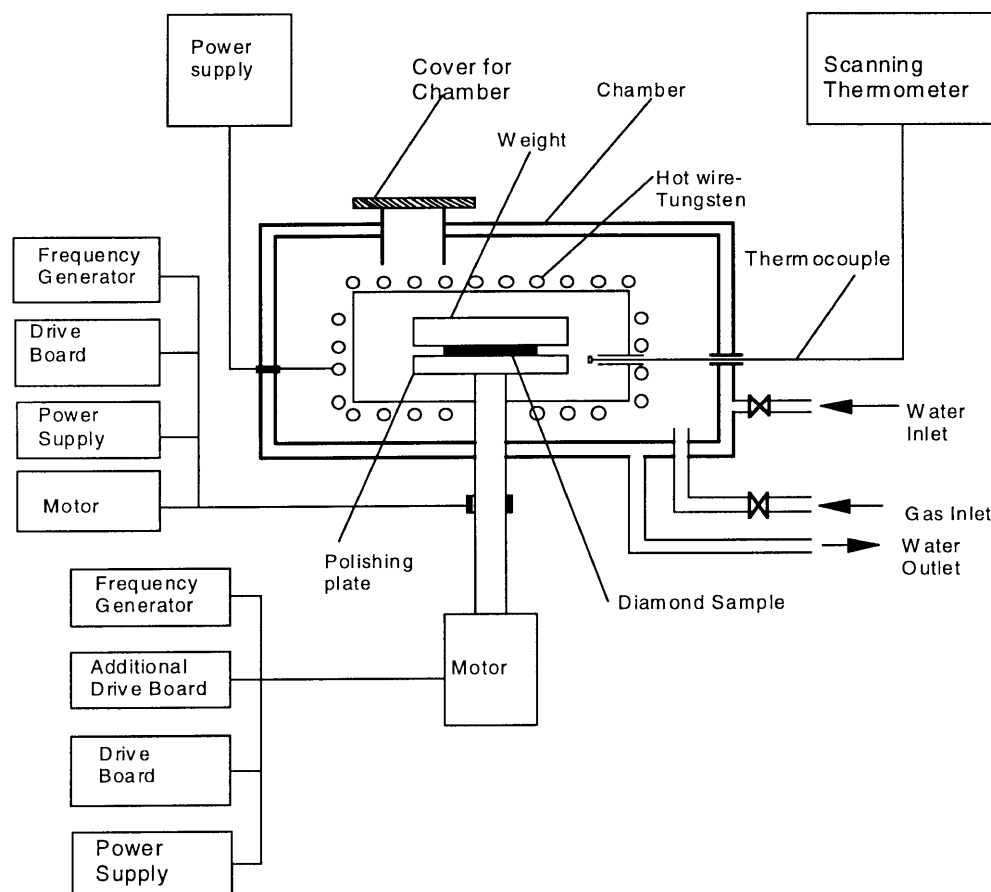 Power
supply
Cover for
Chamber
Chamber
Scanning
Thermometer
Weight
Hot wire-
Tungsten
Frequency
Generator
Thermocouple
Drive
Board
Power
Supply
Water
Inlet
Motor
Gas Inlet
Polishing
plate
Water
Outlet
Frequency
Generator
Diamond Sample
Additional
Drive Board
Motor
Drive
Board
Power
Supply